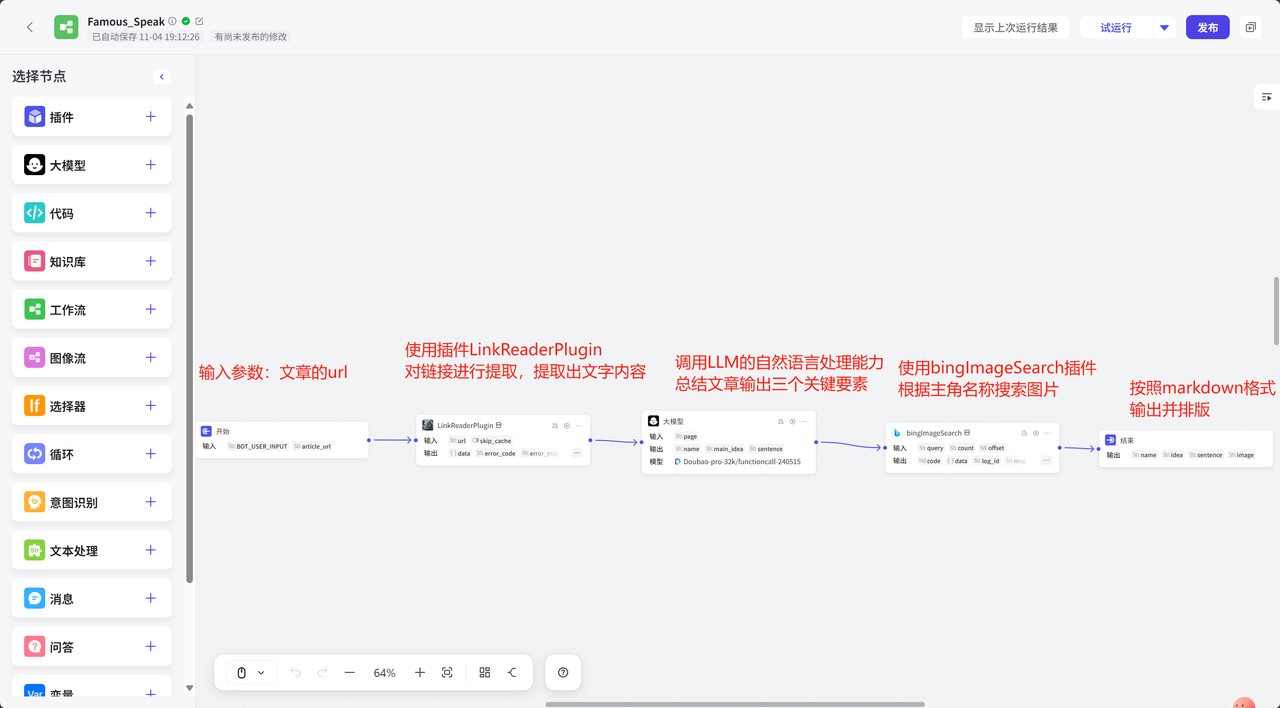 Famous_Speak
已自动保存 11-04 19:12:26 有尚未发布的修改
显示上次运行结果
试运行
发布
选择节点
插件
大模型
代码
知识库
工作流
图像流
If 选择器
循环
意图识别
文本处理
消息
问答
Var 变量
输入参数：文章的url
使用插件LinkReaderPlugin
对链接进行提取，提取出文字内容
调用LLM的自然语言处理能力
总结文章输出三个关键要素
使用bingImageSearch插件
根据主角名称搜索图片
按照markdown格式
输出并排版
开始
输入 Str. BOT_USER_INPUT Str. article_url
LinkReaderPlugin
输入 Str. url skip_cache
输出 {} data Str. error_code Str. error_msg
大模型
输入 Str. page
输出 Str. name Str. main_idea Str. sentence
模型 Doubao-pro-32k/functioncall-240515
bingImageSearch
输入 Str. query Str. count N0 offset
输出 N0 code {} data Str. log_id Str. msg
结束
输出 Str. name Str. idea Str. sentence Str. image
64%